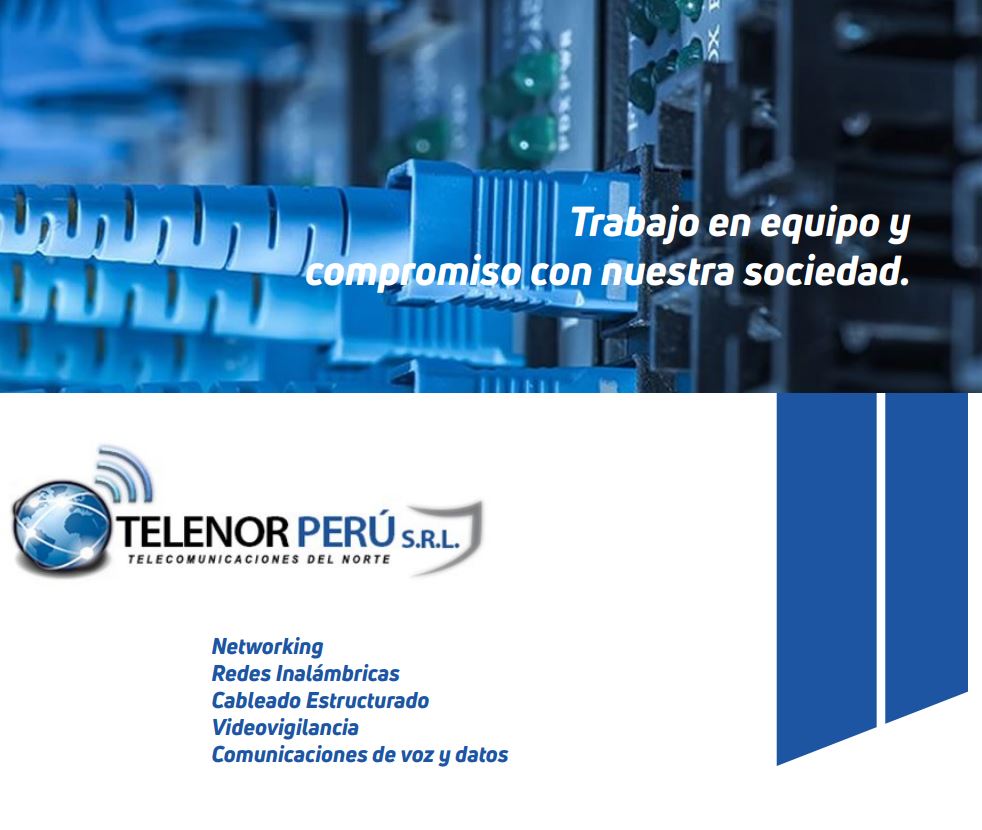 Trabajo en equipo y
compromiso con nuestra sociedad.
TELENOR PERÚ S.R.L.
TELECOMUNICACIONES DEL NORTE
Networking
Redes Inalámbricas
Cableado Estructurado
Videovigilancia
Comunicaciones de voz y datos